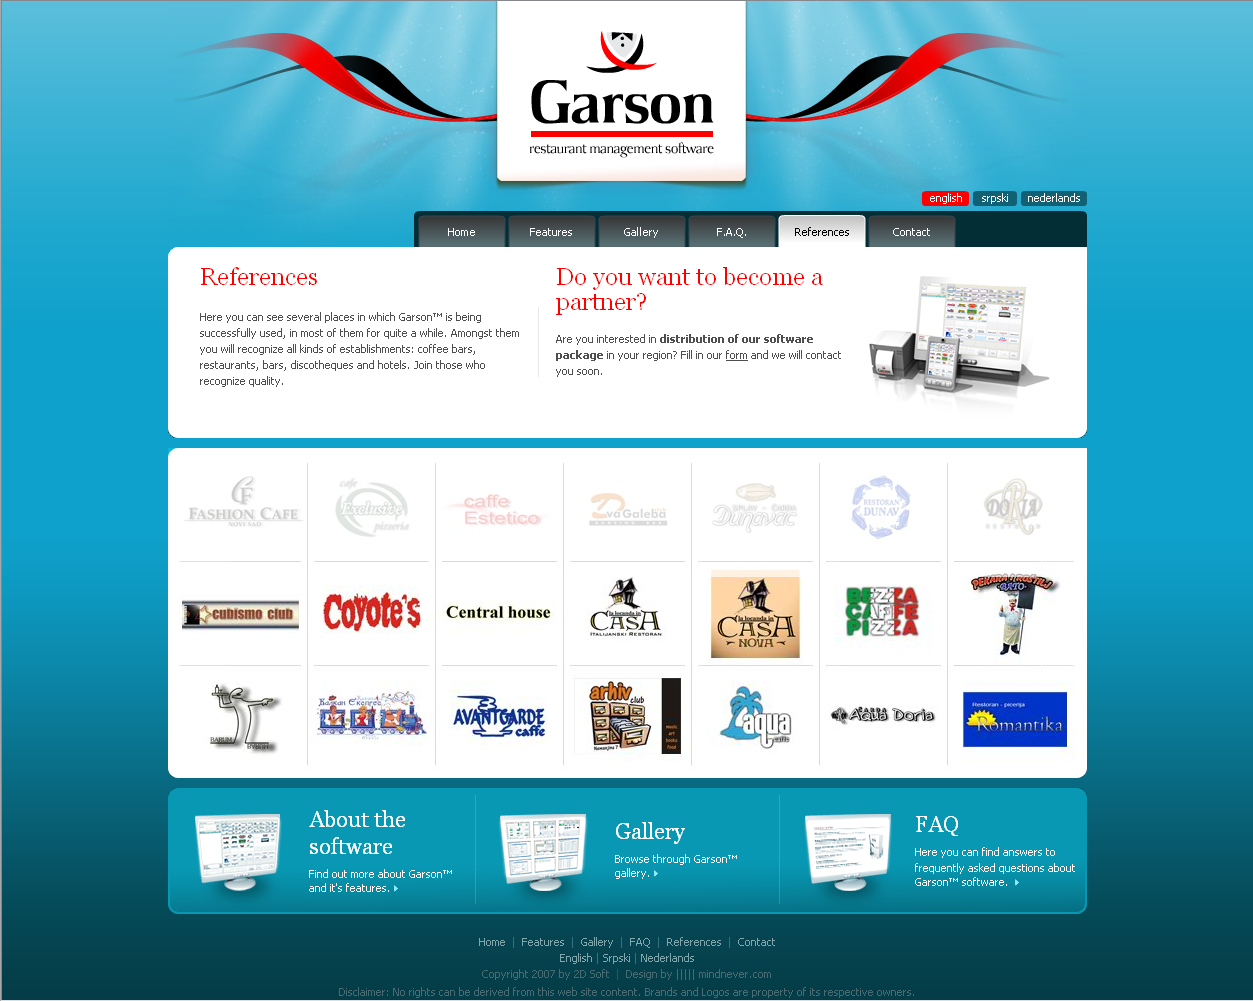 Garson
restaurant management software
english
srpski
nederlands
Home
Features
Gallery
F.A.Q.
References
Contact
References
Here you can see several places in which Garson™ is being
successfully used, in most of them for quite a while. Amongst them
you will recognize all kinds of establishments: coffee bars,
restaurants, bars, discotheques and hotels. Join those who
recognize quality.
Do you want to become a
partner?
Are you interested in distribution of our software
package in your region? Fill in our form and we will contact
you soon.
FASHION CAFE
NOVI SAD
cafe
Exclusive
pizzeria
caffe
Estetico
Dva Galeba
Dunavac
RESTORAN
DUNAV
DORIA
cubismo club
Coyote's
Central house
la locanda in
CASA
ITALIJANSKI RESTORAN
la locanda in
CASA
NOVA
BEZZA
CAFFE
PIZZA
PEKARA I ROSTILJ
BATO
BARUM
AVANTGARDE
caffe
arhiv
club
music
art
books
food
aqua
caffe
Aqua Doria
Restoran - picerija
Romantika
About the
software
Find out more about Garson™
and it's features.
Gallery
Browse through Garson™
gallery.
FAQ
Here you can find answers to
frequently asked questions about
Garson™ software.
Home | Features | Gallery | FAQ | References | Contact
English | Srpski | Nederlands
Copyright 2007 by 2D Soft | Design by ||||| mindnever.com
Disclaimer: No rights can be derived from this web site content. Brands and Logos are property of its respective owners.